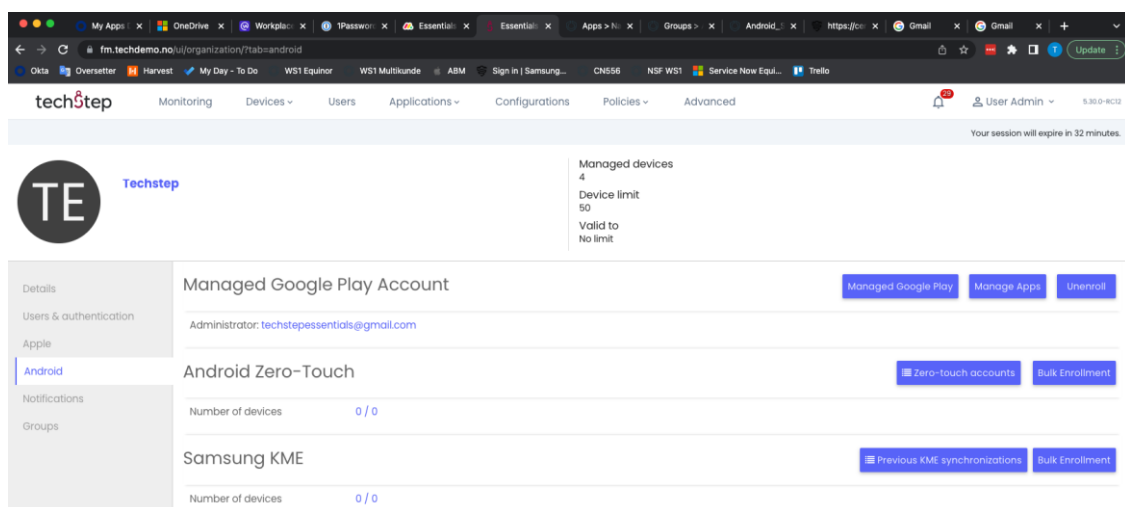 My Apps
OneDrive
Workplac
1Passwor
Essentials
Essentials
Apps > Na
Groups >
Android_S
https://cer
Gmail
Gmail
fm.techdemo.no/ui/organization/?tab=android
T
Update
Okta
Oversetter
Harvest
My Day - To Do
WS1 Equinor
WS1 Multikunde
ABM
Sign in | Samsung...
CN556
NSF WS1
Service Now Equi...
Trello
techstep
Monitoring
Devices
Users
Applications
Configurations
Policies
Advanced
29
User Admin
5.30.0-RC12
Your session will expire in 32 minutes.
TE
Techstep
Managed devices
4
Device limit
50
Valid to
No limit
Details
Users & authentication
Apple
Android
Notifications
Groups
Managed Google Play Account
Managed Google Play
Manage Apps
Unenroll
Administrator: techstepessentials@gmail.com
Android Zero-Touch
Zero-touch accounts
Bulk Enrollment
Number of devices 0 / 0
Samsung KME
Previous KME synchronizations
Bulk Enrollment
Number of devices 0 / 0